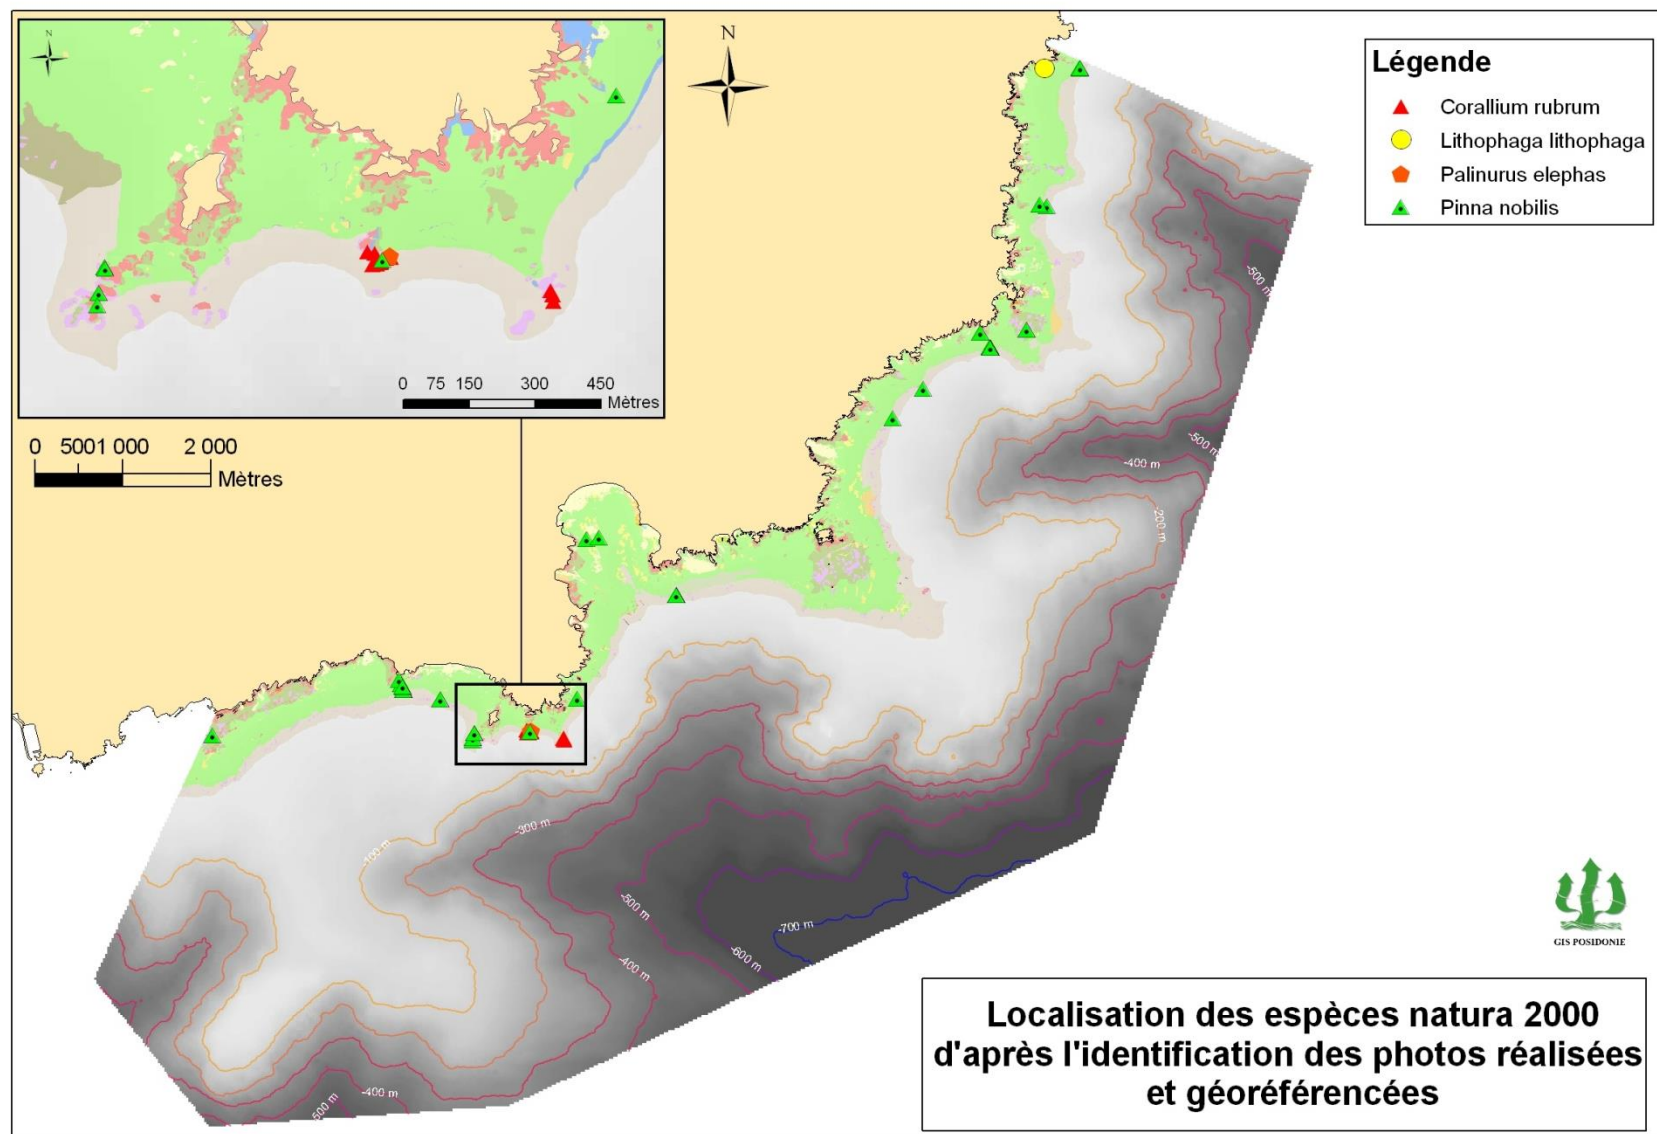 N
N
Légende
Corallium rubrum
Lithophaga lithophaga
Palinurus elephas
Pinna nobilis
0 75 150 300 450
Mètres
0 5001 000 2 000
Mètres
-500 m
-500 m
-400 m
-200 m
-300 m
-100 m
-500 m
-700 m
-600 m
-400 m
-400 m
-500 m
GIS POSIDONIE
Localisation des espèces natura 2000
d'après l'identification des photos réalisées
et géoréférencées